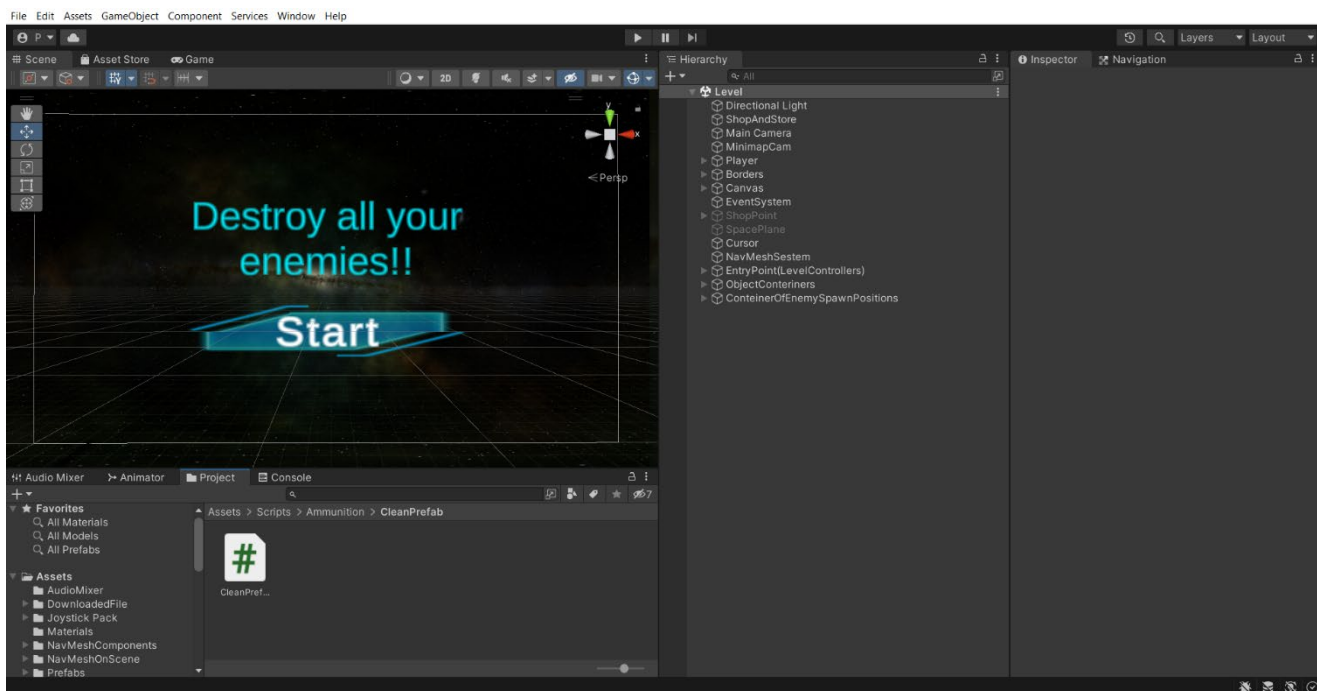 File Edit Assets GameObject Component Services Window Help
P
Layers Layout
Scene Asset Store Game
Hierarchy
Inspector Navigation
2D
All
Level
Directional Light
ShopAndStore
Main Camera
MinimapCam
Player
Borders
Canvas
EventSystem
ShopPoint
SpacePlane
Cursor
NavMeshSestem
EntryPoint(LevelControllers)
ObjectConteriners
ConteinerOfEnemySpawnPositions
y
x
Persp
Destroy all your
enemies!!
Start
Audio Mixer Animator Project Console
7
Favorites
All Materials
All Models
All Prefabs
Assets
AudioMixer
DownloadedFile
Joystick Pack
Materials
NavMeshComponents
NavMeshOnScene
Prefabs
Assets > Scripts > Ammunition > CleanPrefab
#
CleanPref...